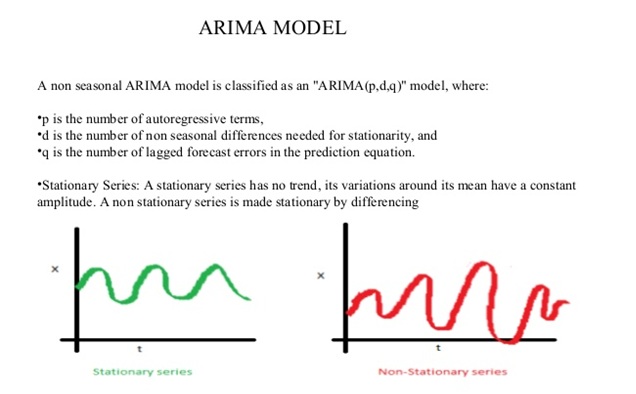 ARIMA MODEL
A non seasonal ARIMA model is classified as an "ARIMA(p,d,q)" model, where:
•p is the number of autoregressive terms,
•d is the number of non seasonal differences needed for stationarity, and
•q is the number of lagged forecast errors in the prediction equation.
•Stationary Series: A stationary series has no trend, its variations around its mean have a constant
amplitude. A non stationary series is made stationary by differencing
x
t
Stationary series
x
t
Non-Stationary series